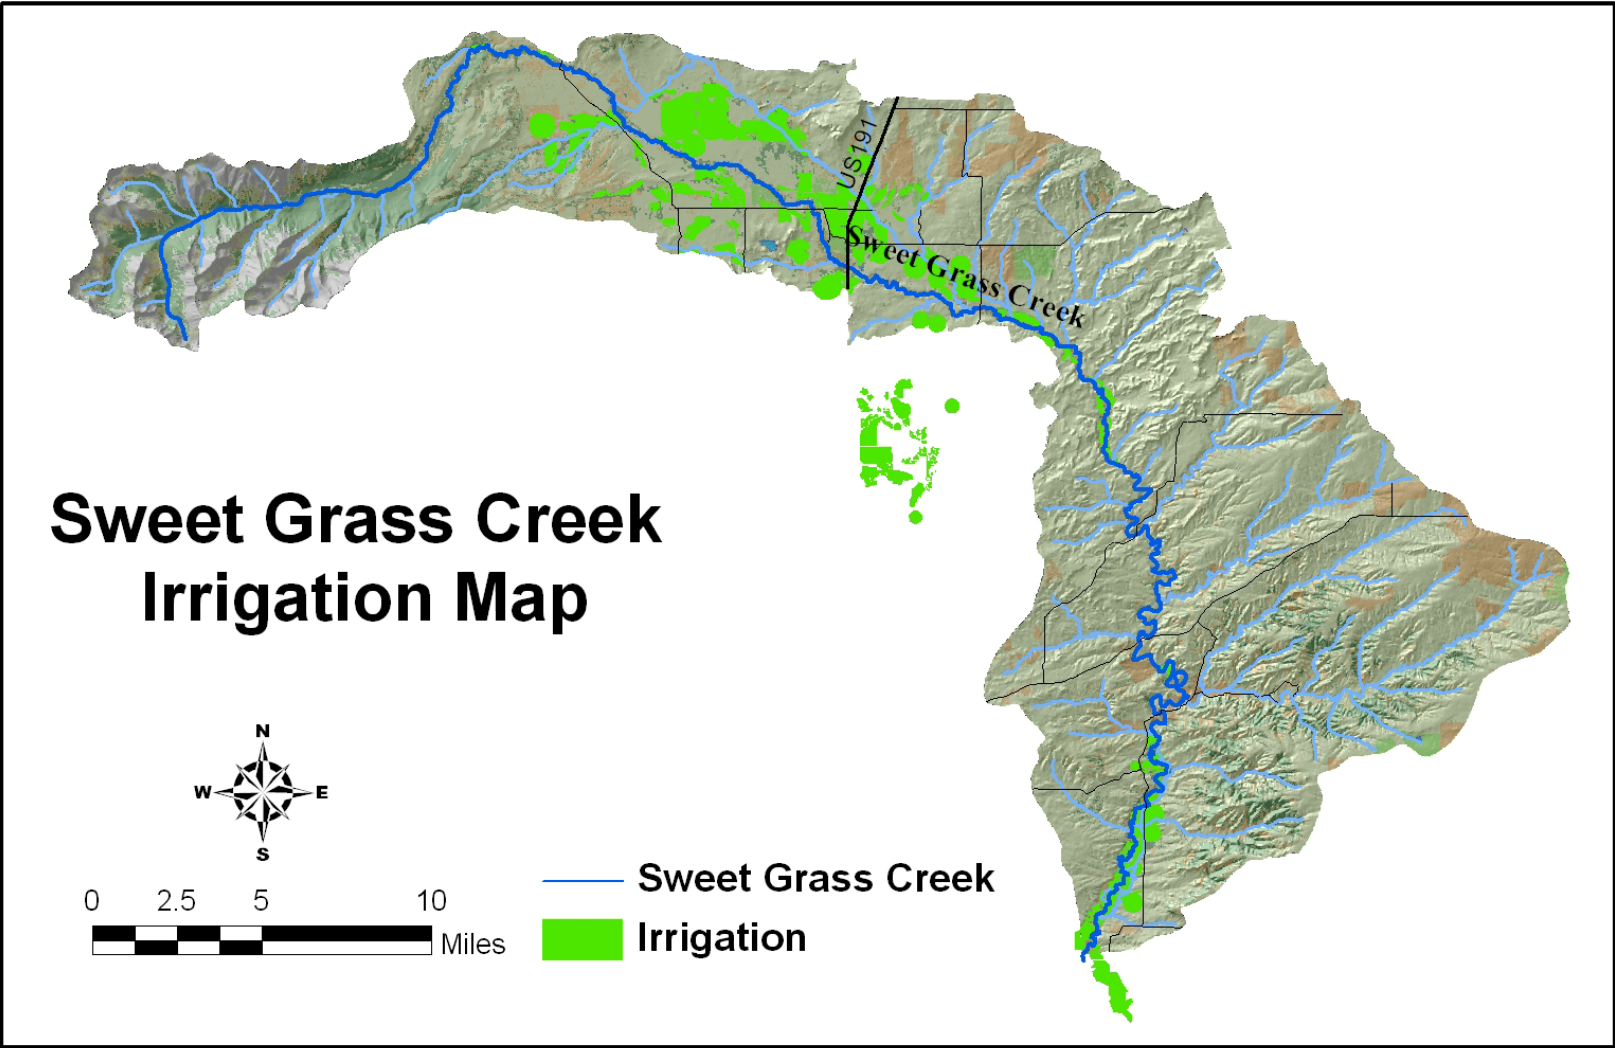 US191
Sweet Grass Creek
Sweet Grass Creek
Irrigation Map
N
W E
S
0 2.5 5 10
Miles
Sweet Grass Creek
Irrigation